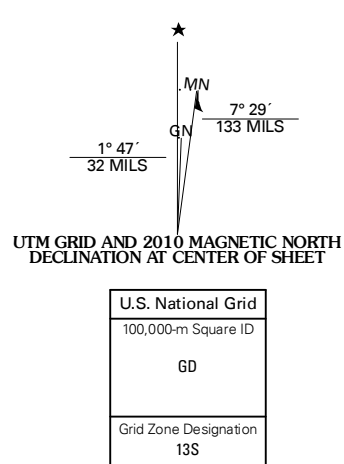 ★
MN
7° 29´
133 MILS
GN
1° 47´
32 MILS
UTM GRID AND 2010 MAGNETIC NORTH
DECLINATION AT CENTER OF SHEET
U.S. National Grid
100,000-m Square ID
GD
Grid Zone Designation
13S